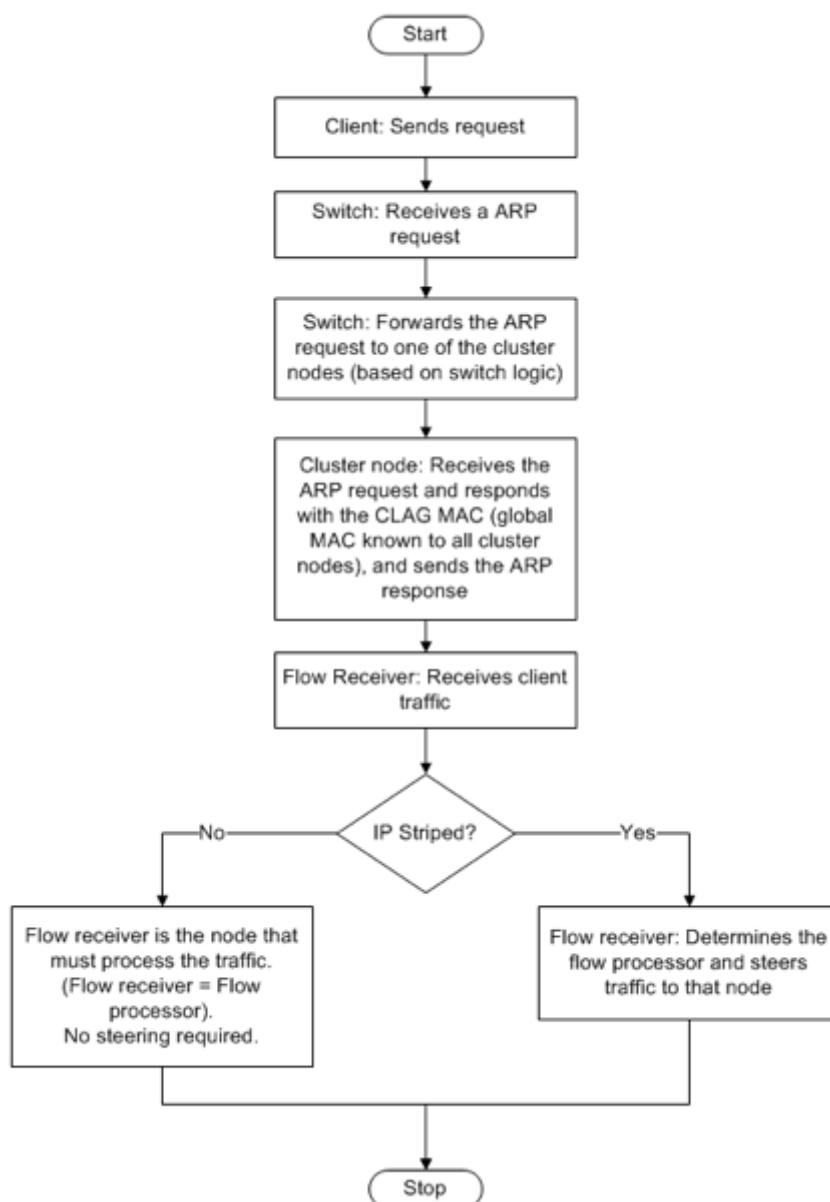 Start
Client: Sends request
Switch: Receives a ARP
request
Switch: Forwards the ARP
request to one of the cluster
nodes (based on switch logic)
Cluster node: Receives the
ARP request and responds
with the CLAG MAC (global
MAC known to all cluster
nodes), and sends the ARP
response
Flow Receiver: Receives client
traffic
IP Striped?
No
Yes
Flow receiver is the node that
must process the traffic.
(Flow receiver = Flow
processor).
No steering required.
Flow receiver: Determines the
flow processor and steers
traffic to that node
Stop